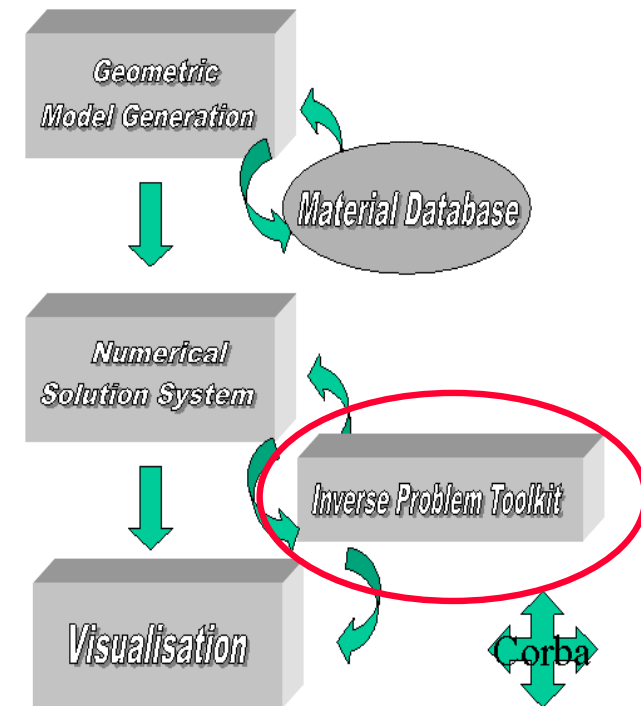 Geometric
Model Generation
Material Database
Numerical
Solution System
Inverse Problem Toolkit
Visualisation
Corba